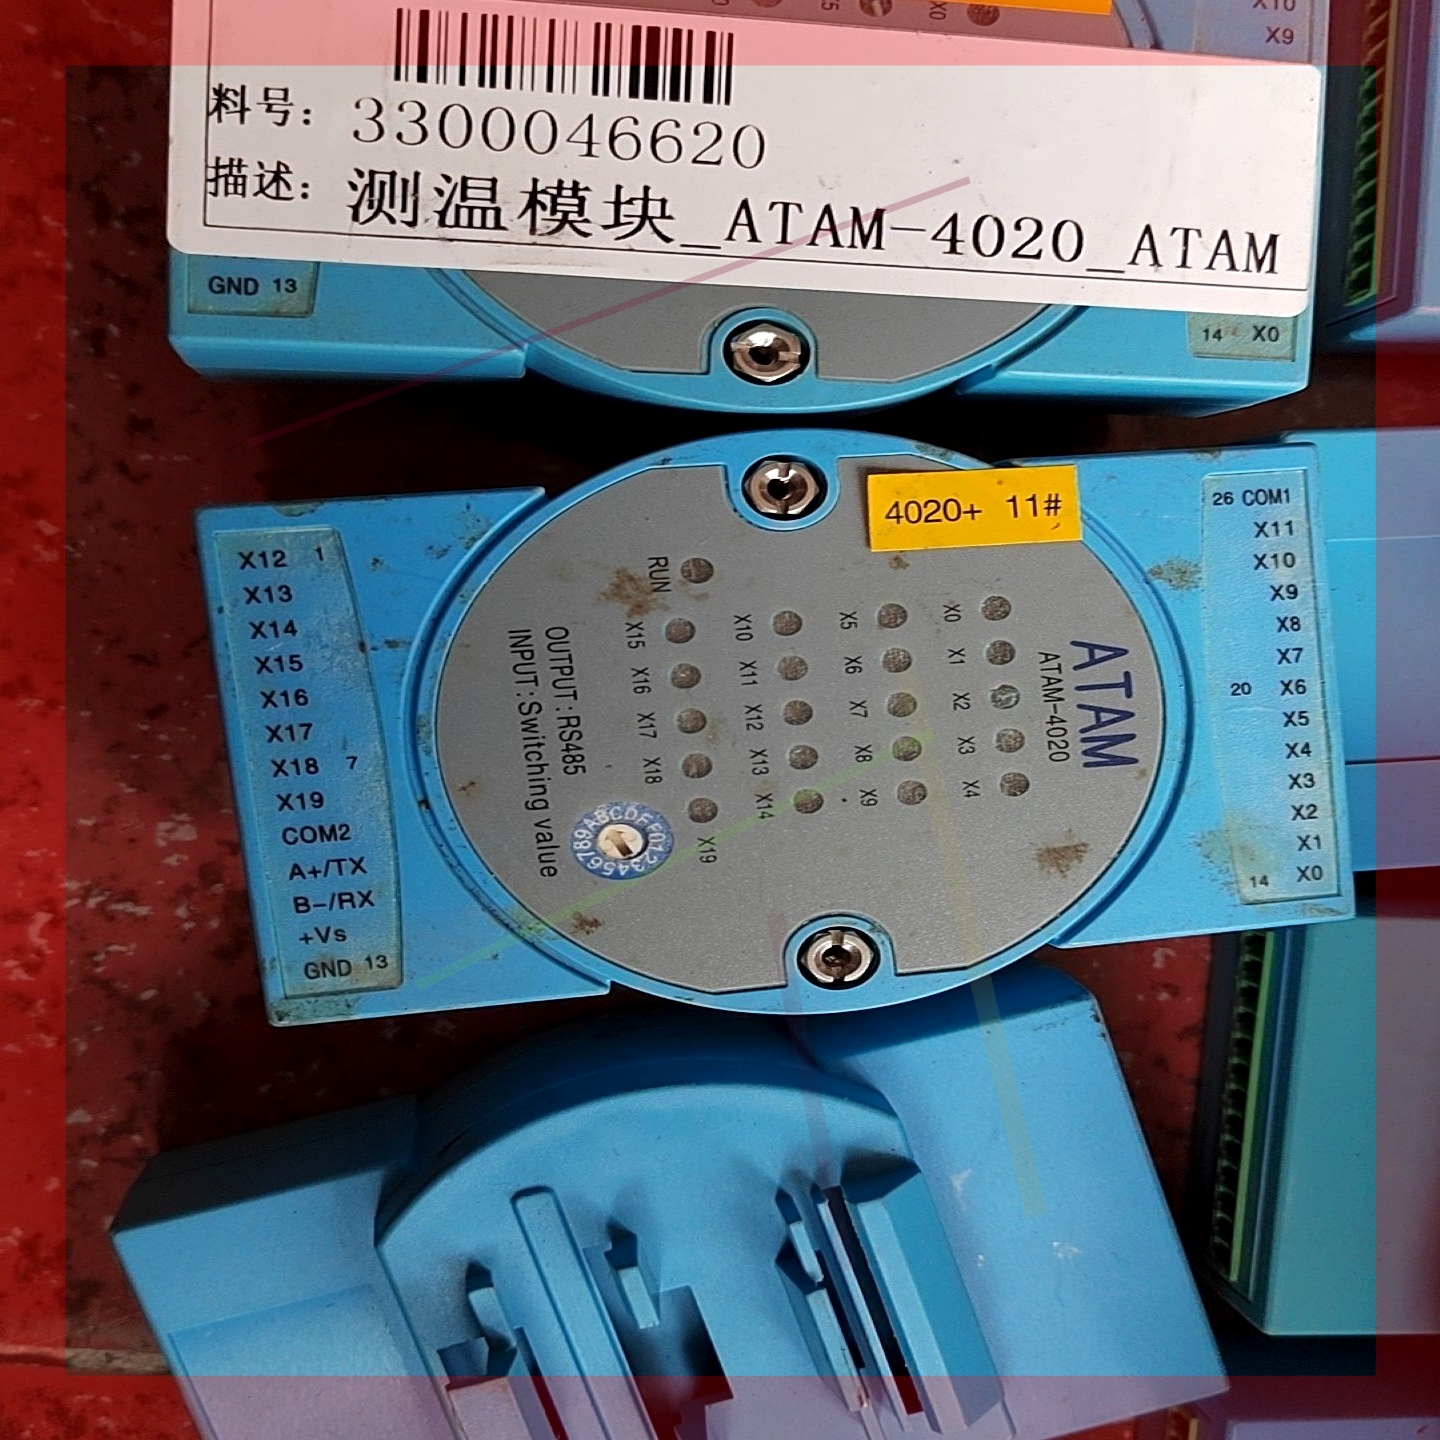 X10
X9
X5
X0
料号: 3300046620
描述: 测温模块_ATAM-4020_ATAM
GND 13
14 X0
4020+ 11#
X12 1
X13
X14
X15
X16
X17
X18 7
X19
COM2
A+/TX
B-/RX
+Vs
GND 13
ATAM
ATAM-4020
X0
X1
X2
X3
X4
X5
X6
X7
X8
X9
X10
X11
X12
X13
X14
RUN
X15
X16
X17
X18
X19
OUTPUT:RS485
INPUT:Switching value
26 COM1
X11
X10
X9
X8
X7
20 X6
X5
X4
X3
X2
X1
14 X0